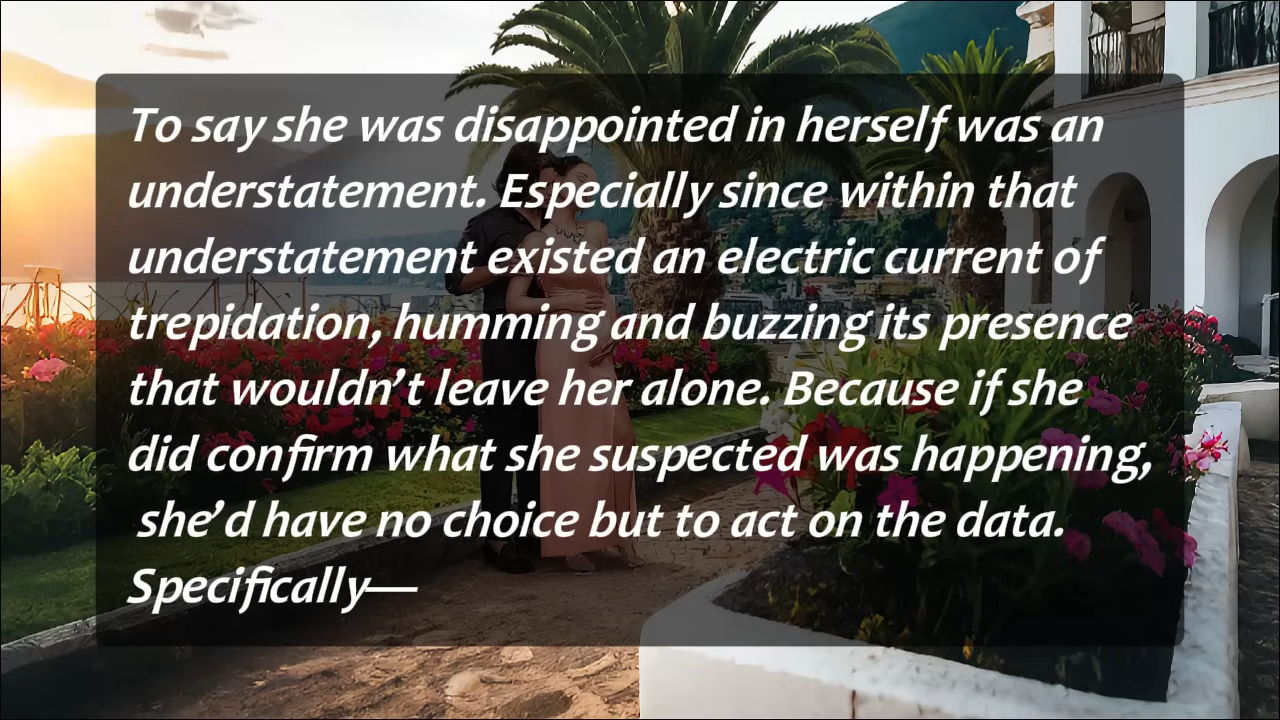 To say she was disappointed in herself was an
understatement. Especially since within that
understatement existed an electric current of
trepidation, humming and buzzing its presence
that wouldn’t leave her alone. Because if she
did confirm what she suspected was happening,
she’d have no choice but to act on the data.
Specifically—